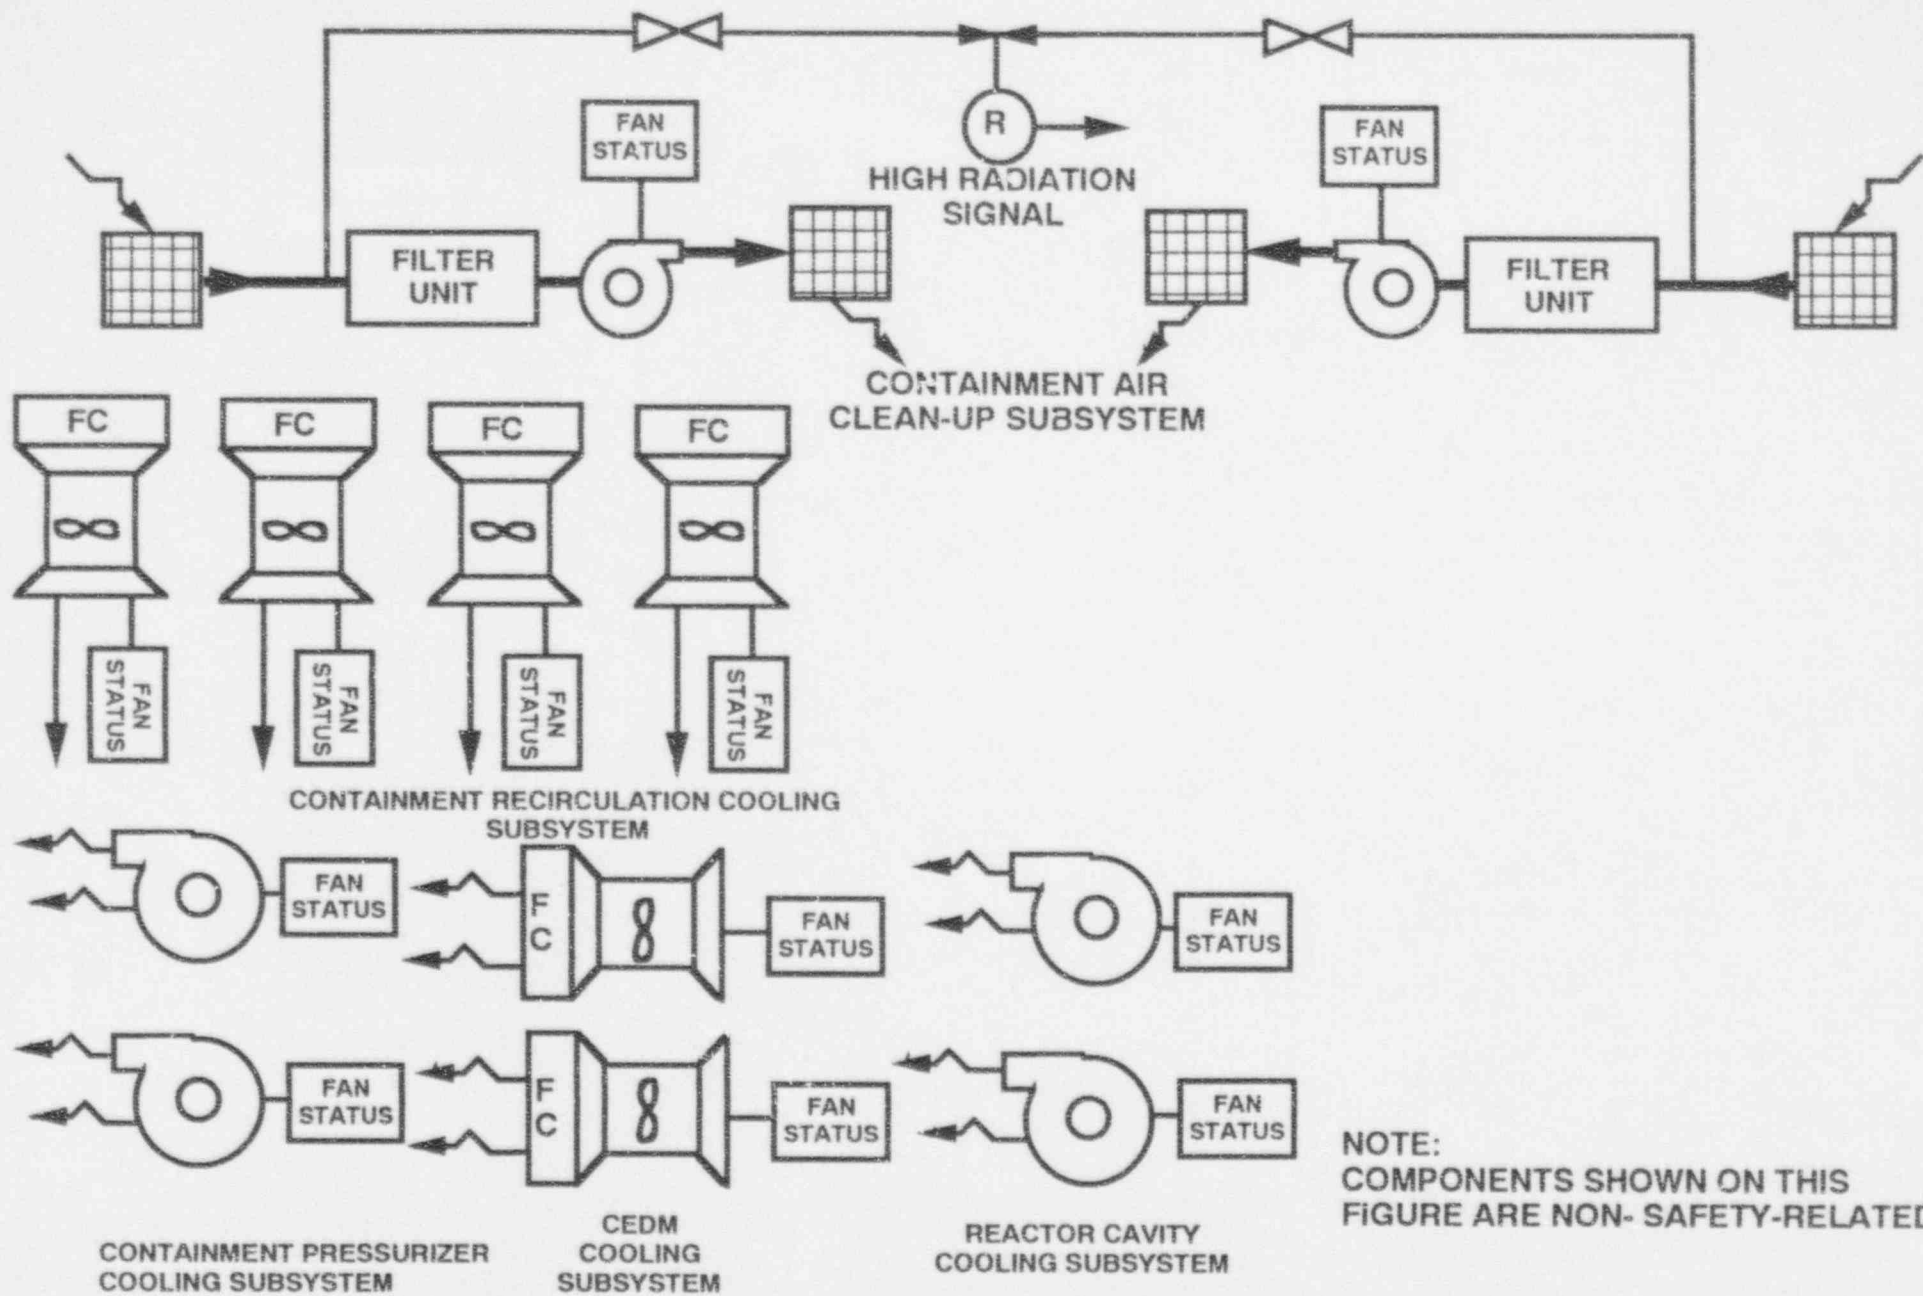 FAN
STATUS
R
HIGH RADIATION
SIGNAL
FAN
STATUS
FILTER
UNIT
FILTER
UNIT
CONTAINMENT AIR
CLEAN-UP SUBSYSTEM
FC
FC
FC
FC
FAN
STATUS
FAN
STATUS
FAN
STATUS
FAN
STATUS
CONTAINMENT RECIRCULATION COOLING
SUBSYSTEM
FAN
STATUS
F
C
FAN
STATUS
FAN
STATUS
FAN
STATUS
F
C
FAN
STATUS
FAN
STATUS
CONTAINMENT PRESSURIZER
COOLING SUBSYSTEM
CEDM
COOLING
SUBSYSTEM
REACTOR CAVITY
COOLING SUBSYSTEM
NOTE:
COMPONENTS SHOWN ON THIS
FIGURE ARE NON- SAFETY-RELATED